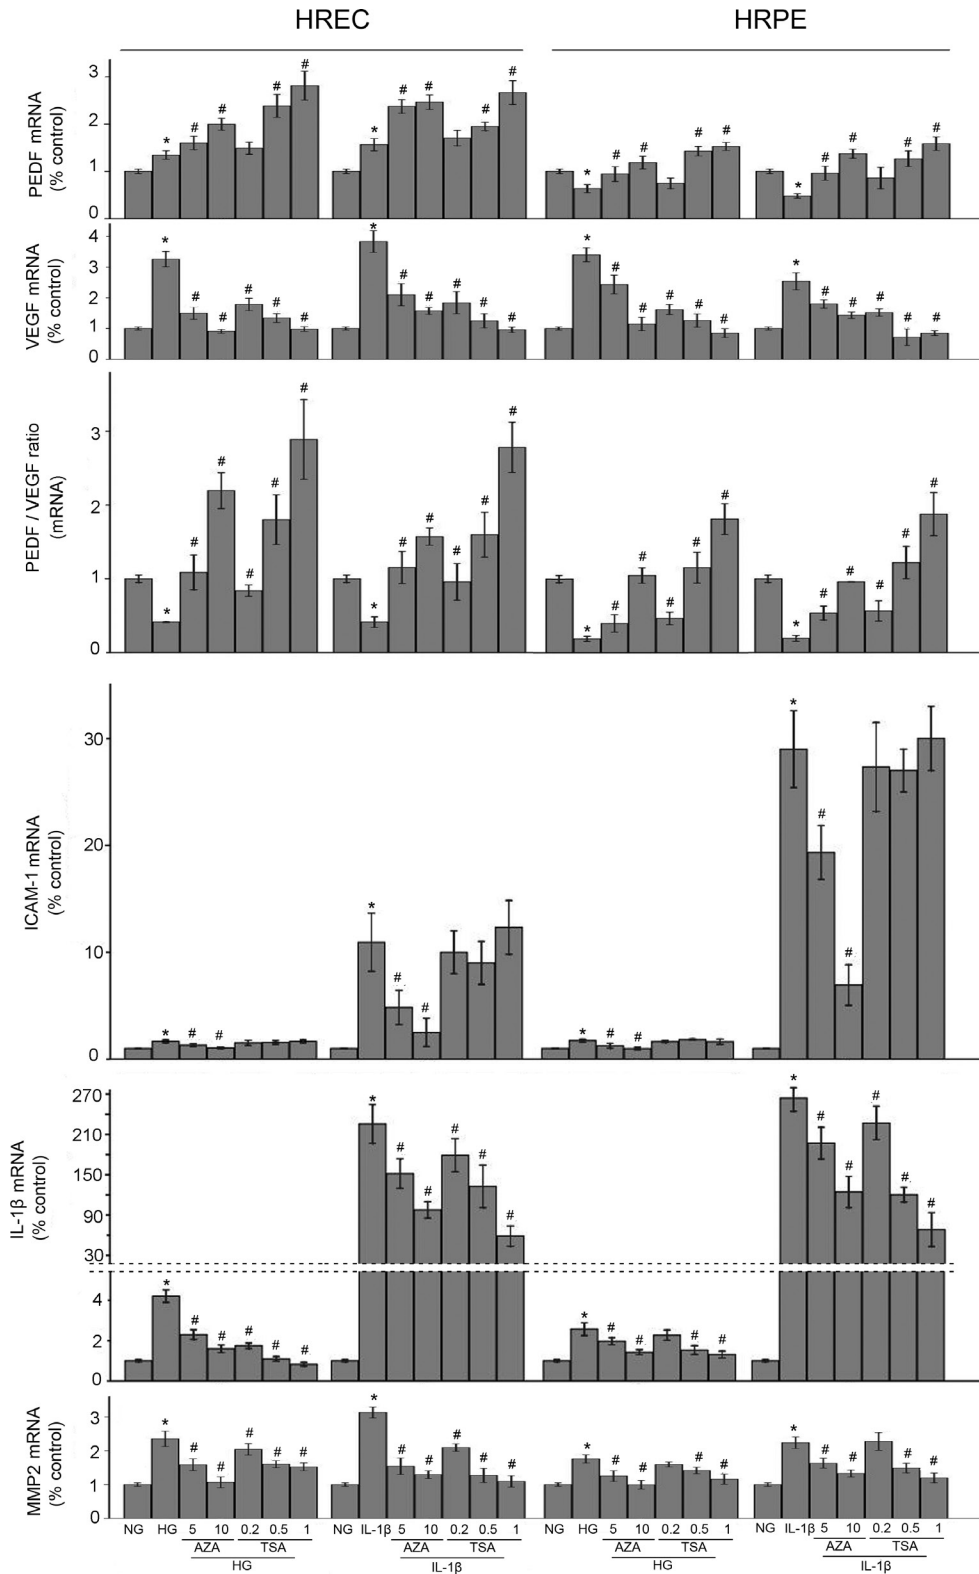 HREC HRPE
PEDF mRNA
(% control)
3
2
1
0
* # # # #
* # # # #
* # # # #
* # # # #
VEGF mRNA
(% control)
4
3
2
1
0
* # # # # #
* # # # # #
* # # # # #
* # # # # #
PEDF / VEGF ratio
(mRNA)
3
2
1
0
* # # # # #
* # # # # #
* # # # # #
* # # # # #
ICAM-1 mRNA
(% control)
30
20
10
0
* # #
* # #
* # #
* # #
IL-1β mRNA
(% control)
270
210
150
90
30
4
2
0
* # # # # #
* # # # # #
* # # # #
* # # # # #
MMP2 mRNA
(% control)
3
2
1
0
* # # # # #
* # # # # #
* # # # #
* # # # #
NG HG 5 10 0.2 0.5 1 NG IL-1β 5 10 0.2 0.5 1 NG HG 5 10 0.2 0.5 1 NG IL-1β 5 10 0.2 0.5 1
AZA TSA AZA TSA AZA TSA AZA TSA
HG IL-1β HG IL-1β